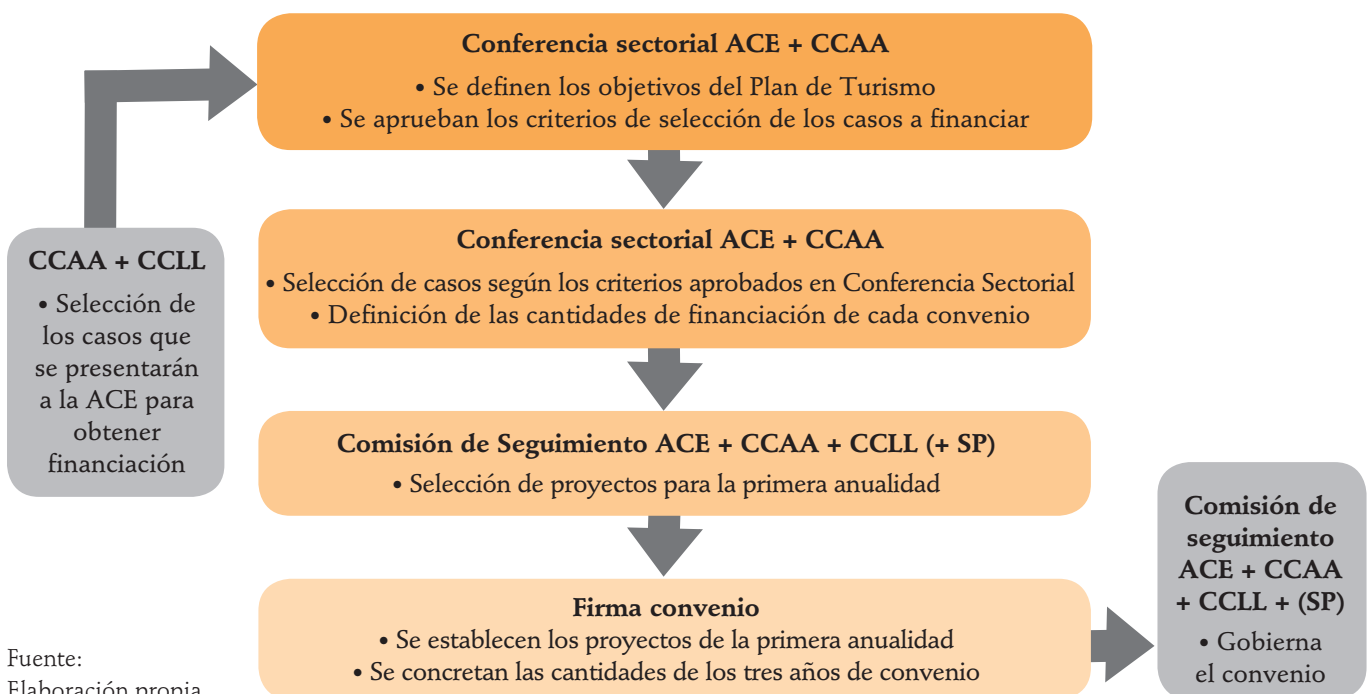 Conferencia sectorial ACE + CCAA
• Se definen los objetivos del Plan de Turismo
• Se aprueban los criterios de selección de los casos a financiar
CCAA + CCLL
• Selección de
los casos que
se presentarán
a la ACE para
obtener
financiación
Conferencia sectorial ACE + CCAA
• Selección de casos según los criterios aprobados en Conferencia Sectorial
• Definición de las cantidades de financiación de cada convenio
Comisión de Seguimiento ACE + CCAA + CCLL (+ SP)
• Selección de proyectos para la primera anualidad
Firma convenio
• Se establecen los proyectos de la primera anualidad
• Se concretan las cantidades de los tres años de convenio
Comisión de
seguimiento
ACE + CCAA
+ CCLL + (SP)
• Gobierna
el convenio
Fuente:
Elaboración propia